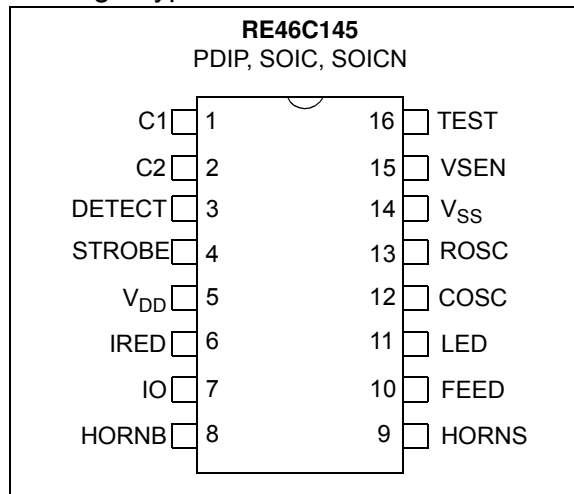 RE46C145
PDIP, SOIC, SOICN
C1 1 16 TEST
C2 2 15 VSEN
DETECT 3 14 VSS
STROBE 4 13 ROSC
VDD 5 12 COSC
IRED 6 11 LED
IO 7 10 FEED
HORNB 8 9 HORNS